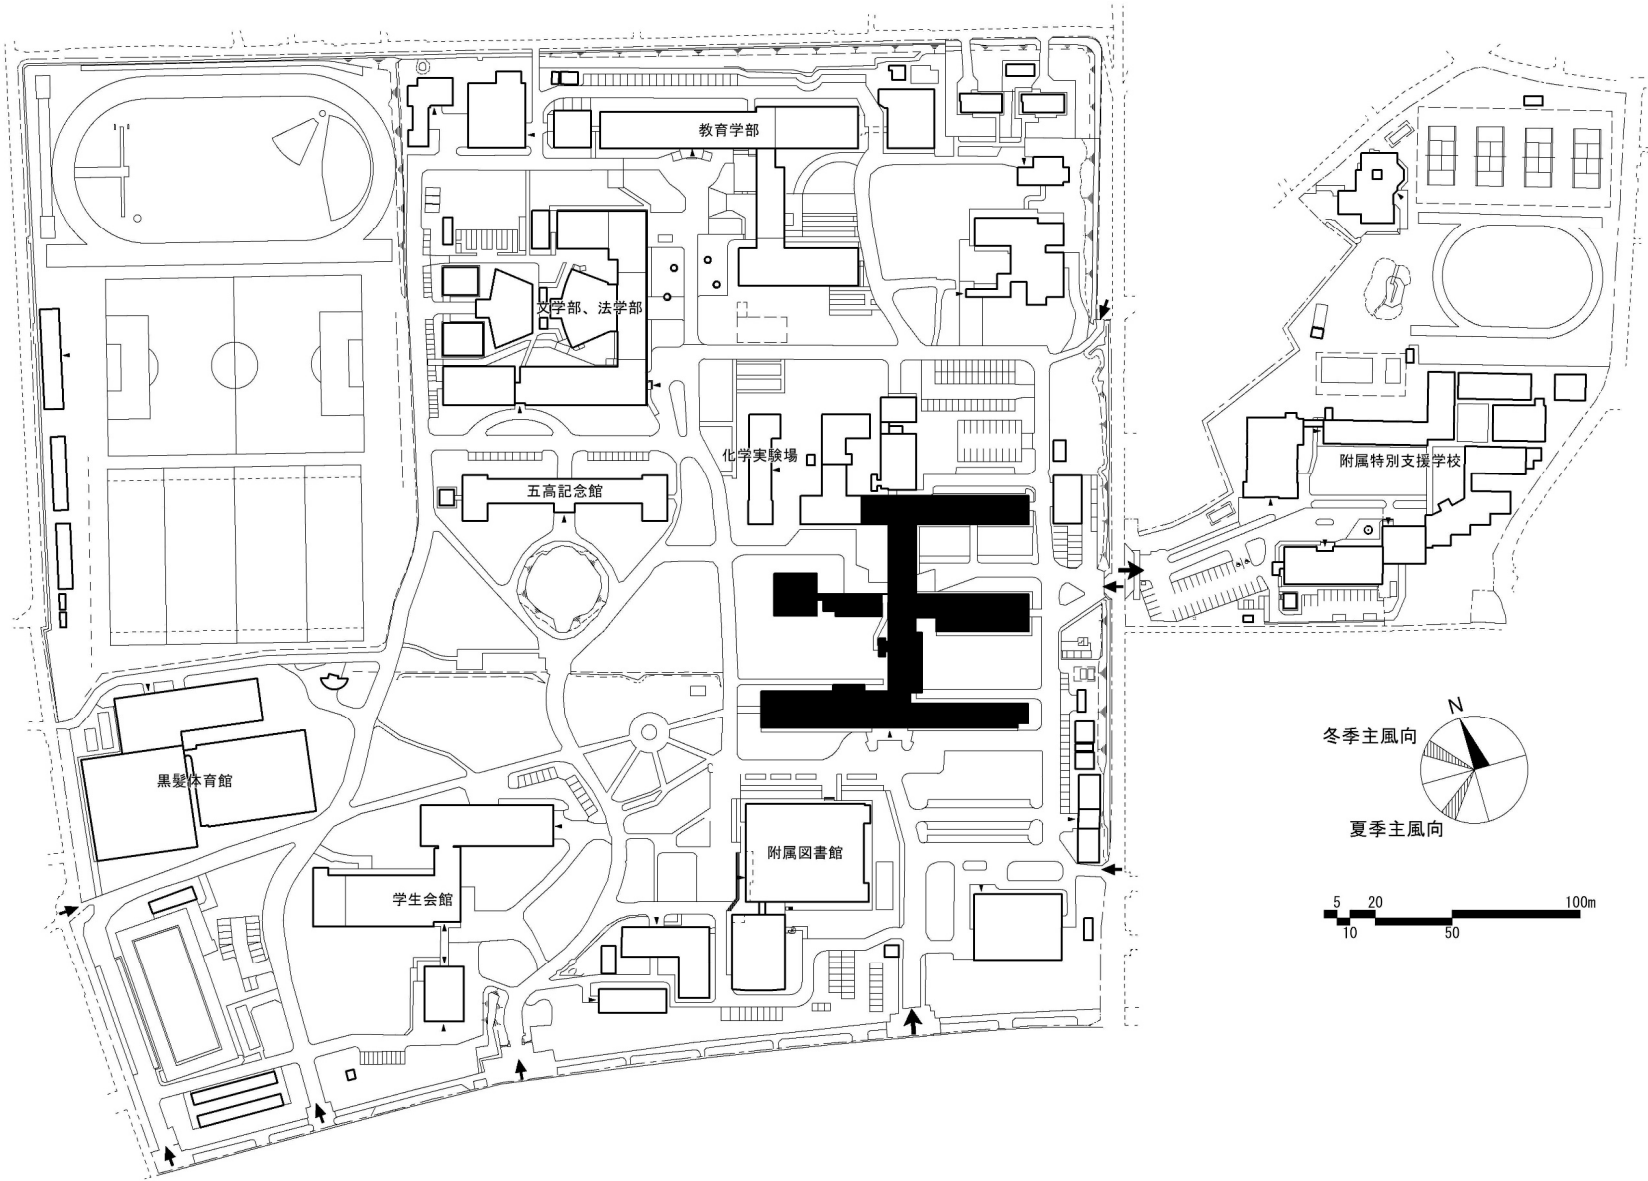 教育学部
文学部、法学部
化学実験場
附属特別支援学校
五高記念館
N
冬季主風向
黒髪体育館
夏季主風向
附属図書館
学生会館
5 20 100m
10 50